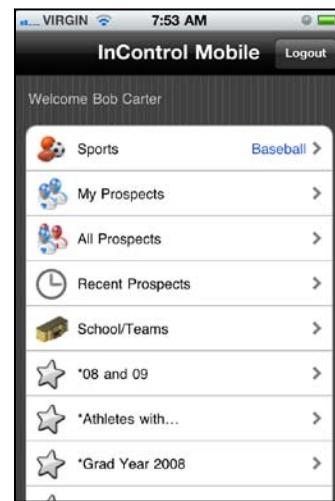 VIRGIN 7:53 AM
InControl Mobile Logout
Welcome Bob Carter
Sports Baseball
My Prospects
All Prospects
Recent Prospects
School/Teams
*08 and 09
*Athletes with...
*Grad Year 2008